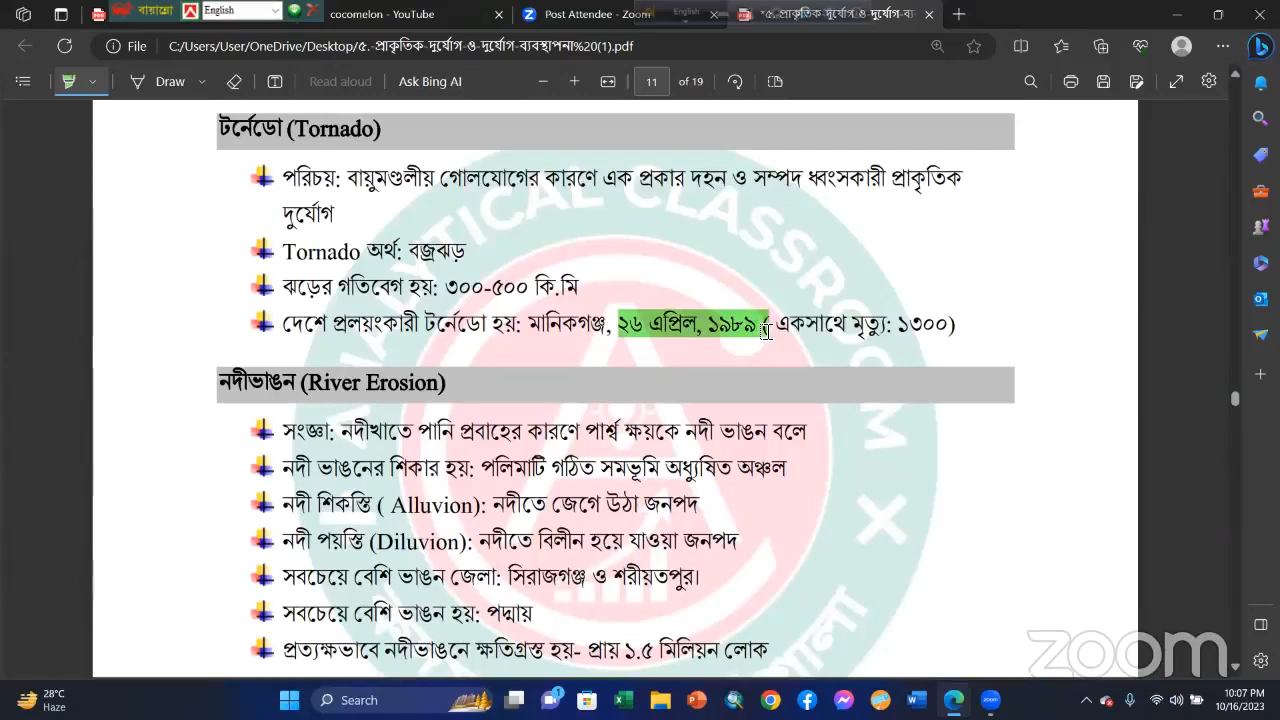 বায়ান্নো English cocomelon - YouTube Post Attendee - Zoom English ৫. প্রাকৃতিক-দুর্যোগ-ও-দুর্যোগ-ব্য
File C:/Users/Users/OneDrive/Desktop/৫.-প্রাকৃতিক-দুর্যোগ-ও-দুর্যোগ-ব্যবস্থাপনা%20(1).pdf
Draw Read aloud Ask Bing AI 11 of 19
টর্নেডো (Tornado)
পরিচয়: বায়ুমণ্ডলীয় গোলযোগের কারণে এক প্রকার দহন ও সম্পদ ধ্বংসকারী প্রাকৃতিক
দুর্যোগ
Tornado অর্থ: বজ্রঝড়
ঝড়ের গতিবেগ হয়: ৩০০-৫০০ কি.মি
দেশে প্রলয়ংকারী টর্নেডো হয়: মানিকগঞ্জ, ২৬ এপ্রিল, ১৯৮৯ ( একসাথে মৃত্যু: ১৩০০)
নদীভাঙন (River Erosion)
সংজ্ঞা: নদীখাতে পানি প্রবাহের কারণে পার্শ্ব ক্ষয়কে নদী ভাঙন বলে
নদী ভাঙনের শিকার হয়: পলিমাটি গঠিত সমভূমি অধ্যুষিত অঞ্চল
নদী শিকস্তি ( Alluvion): নদীতে জেগে উঠা জনপদ
নদী পয়স্তি (Diluvion): নদীতে বিলীন হয়ে যাওয়া জনপদ
সবচেয়ে বেশি ভাঙন জেলা: সিরাজগঞ্জ ও শরীয়তপুর।
সবচেয়ে বেশি ভাঙন হয়: পদ্মায়
প্রত্যক্ষভাবে নদীভাঙনে ক্ষতিগ্রস্ত হয়- প্রায় ১.৫ মিলিয়ন লোক
ANALYTICAL CLASSROOM
zoom
28°C
Haze
Search
10:07 PM
10/16/2023